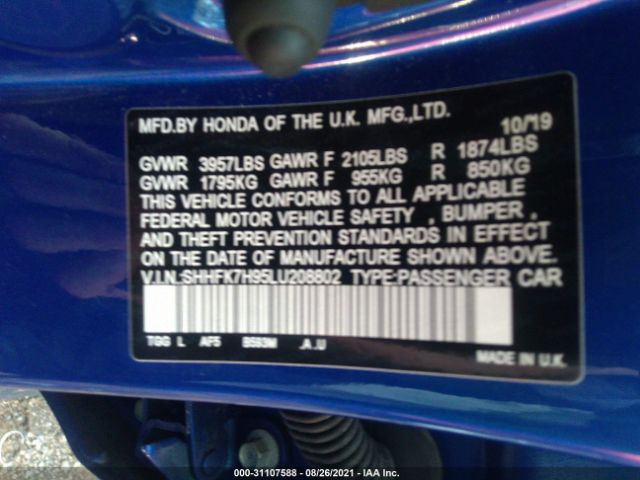 MFD.BY HONDA OF THE U.K. MFG.,LTD. 10/19
GVWR 3957LBS GAWR F 2105LBS R 1874LBS
GVWR 1795KG GAWR F 955KG R 850KG
THIS VEHICLE CONFORMS TO ALL APPLICABLE
FEDERAL MOTOR VEHICLE SAFETY , BUMPER ,
AND THEFT PREVENTION STANDARDS IN EFFECT
ON THE DATE OF MANUFACTURE SHOWN ABOVE.
V.I.N.:SHHFK7H95LU208802 TYPE:PASSENGER CAR
TGG L AF5 B593M .A.U
MADE IN U.K.
000-31107588 - 08/26/2021 - IAA Inc.